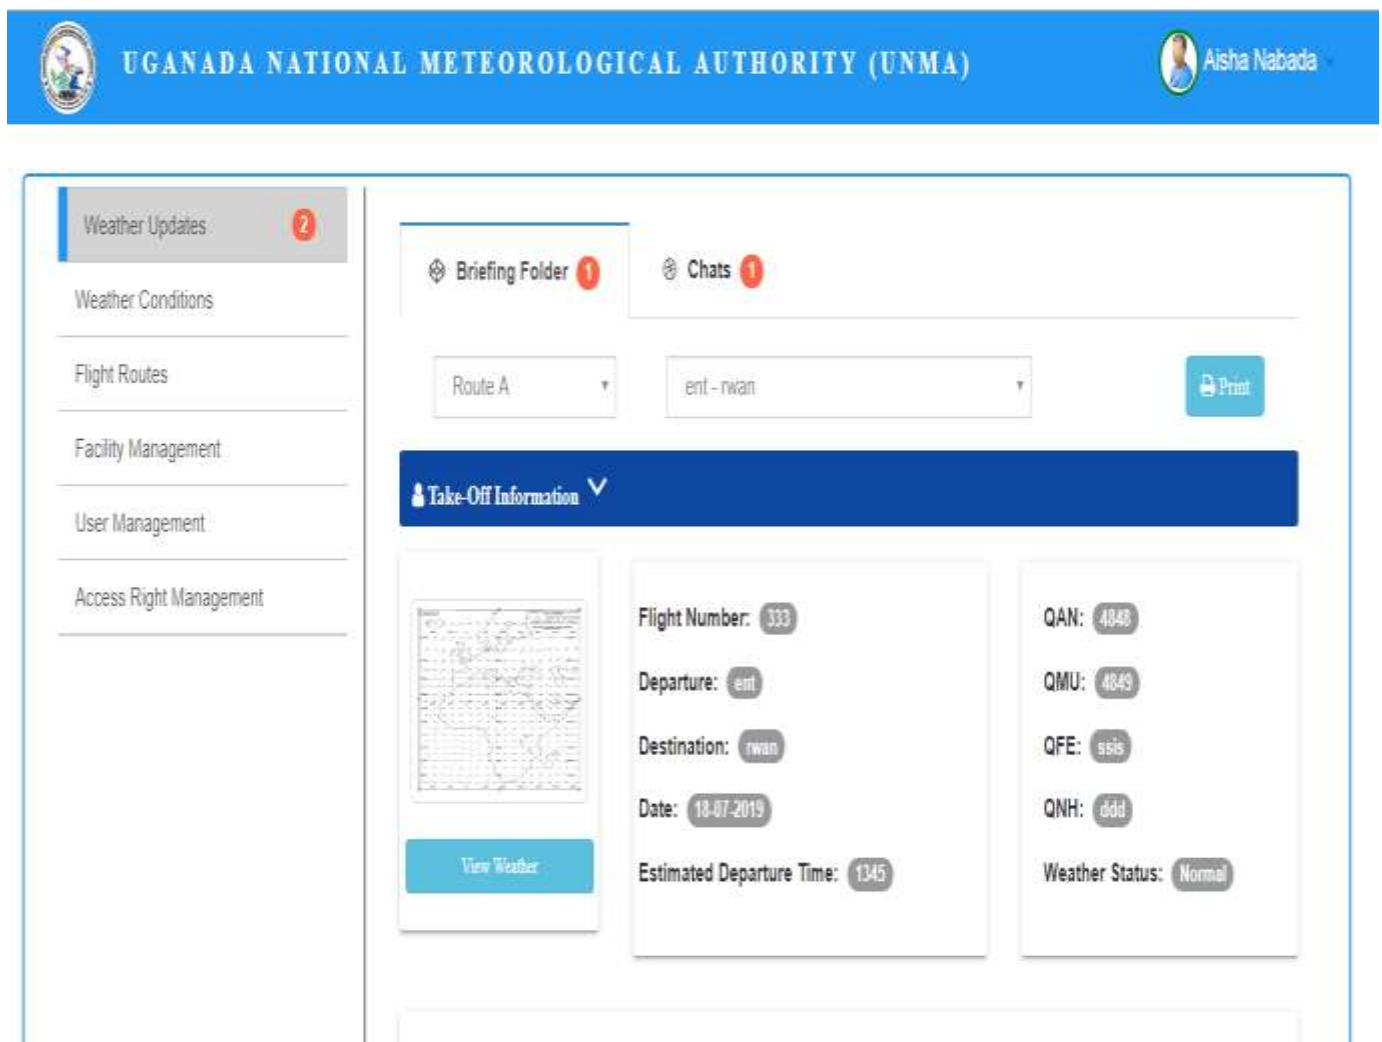 UGANADA NATIONAL METEOROLOGICAL AUTHORITY (UNMA)
Aisha Nabada
Weather Updates 2
Weather Conditions
Flight Routes
Facility Management
User Management
Access Right Management
Briefing Folder 1
Chats 1
Route A
ent - rwan
Print
Take-Off Information
View Weather
Flight Number: 333
Departure: ent
Destination: rwan
Date: 18-07-2019
Estimated Departure Time: 1345
QAN: 4848
QMU: 4849
QFE: ssis
QNH: ddd
Weather Status: Normal